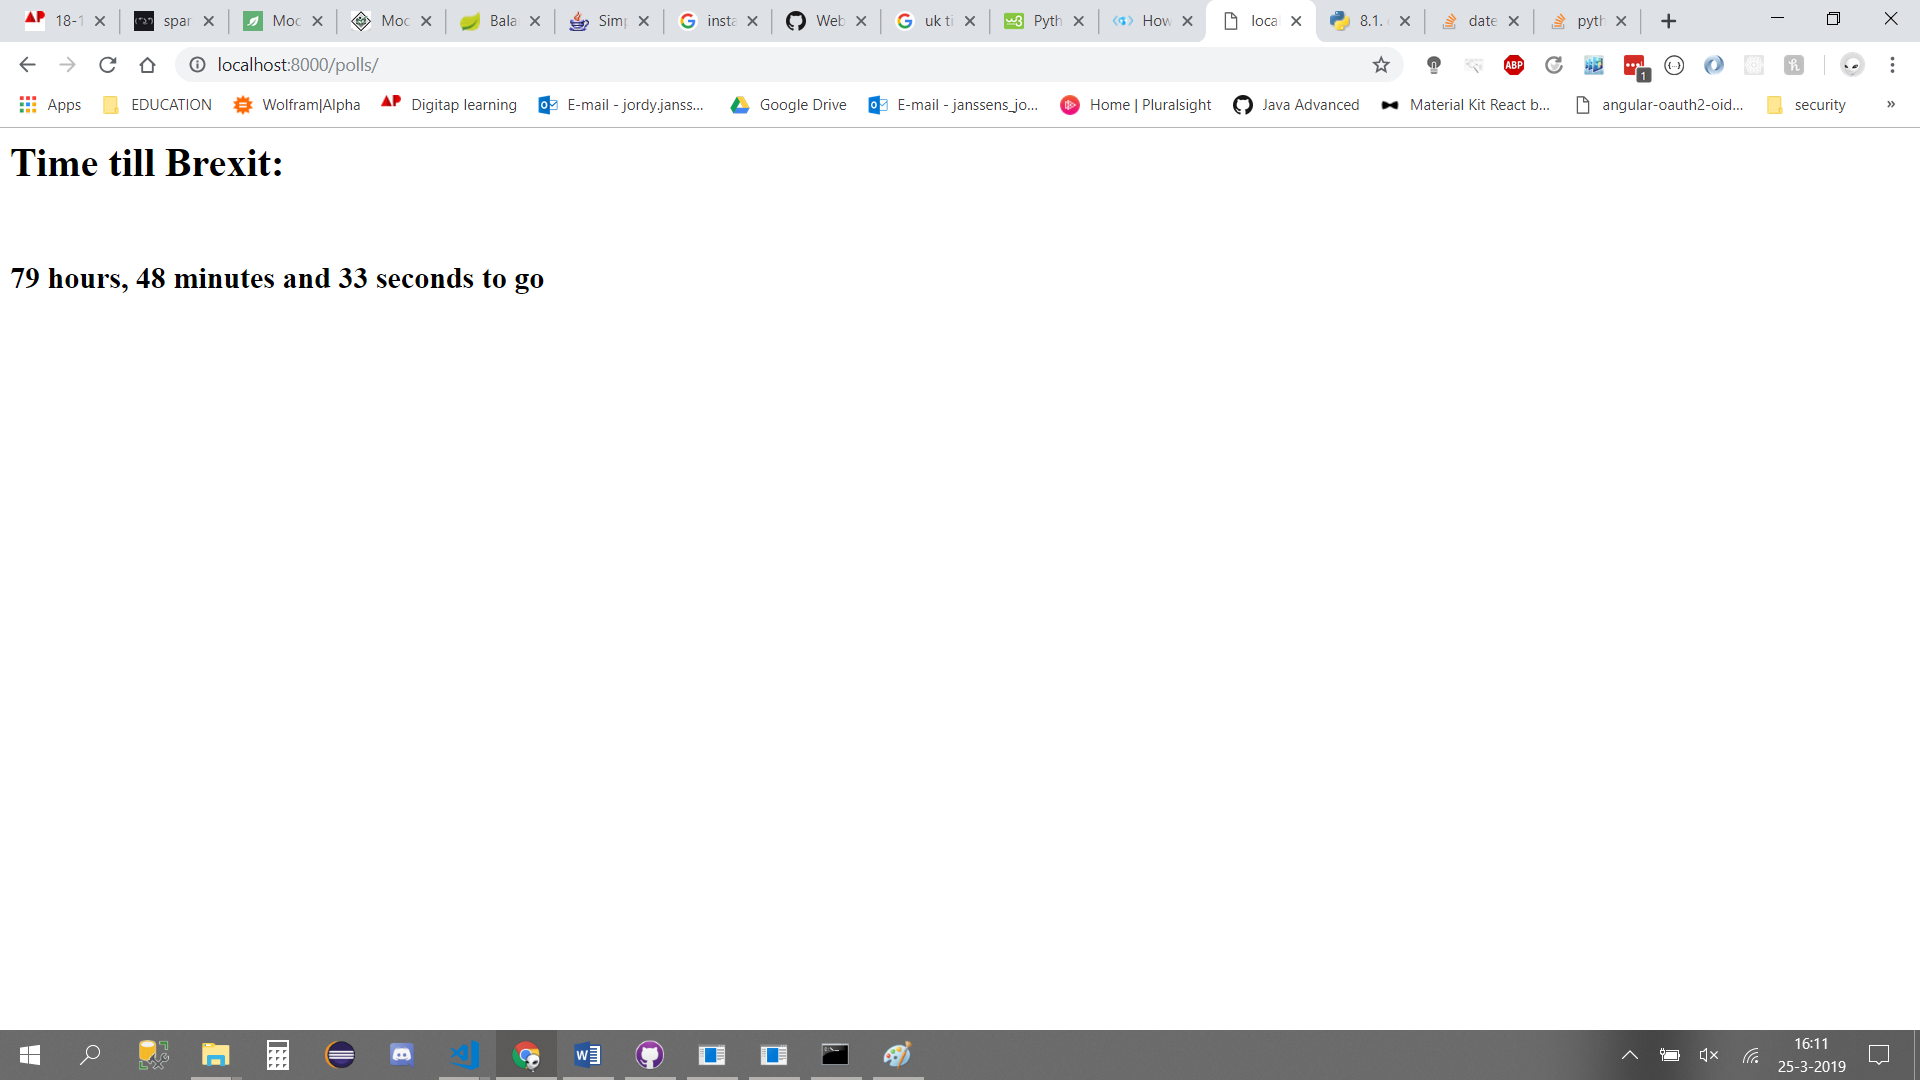 18-1
spar
Moc
Moc
Bala
Simp
insta
Web
uk ti
Pyth
How
loca
8.1.
date
pyth
localhost:8000/polls/
ABP
1
Apps
EDUCATION
Wolfram|Alpha
Digitap learning
E-mail - jordy.janss...
Google Drive
E-mail - janssens_jo...
Home | Pluralsight
Java Advanced
Material Kit React b...
angular-oauth2-oid...
security
»
Time till Brexit:
79 hours, 48 minutes and 33 seconds to go
16:11
25-3-2019